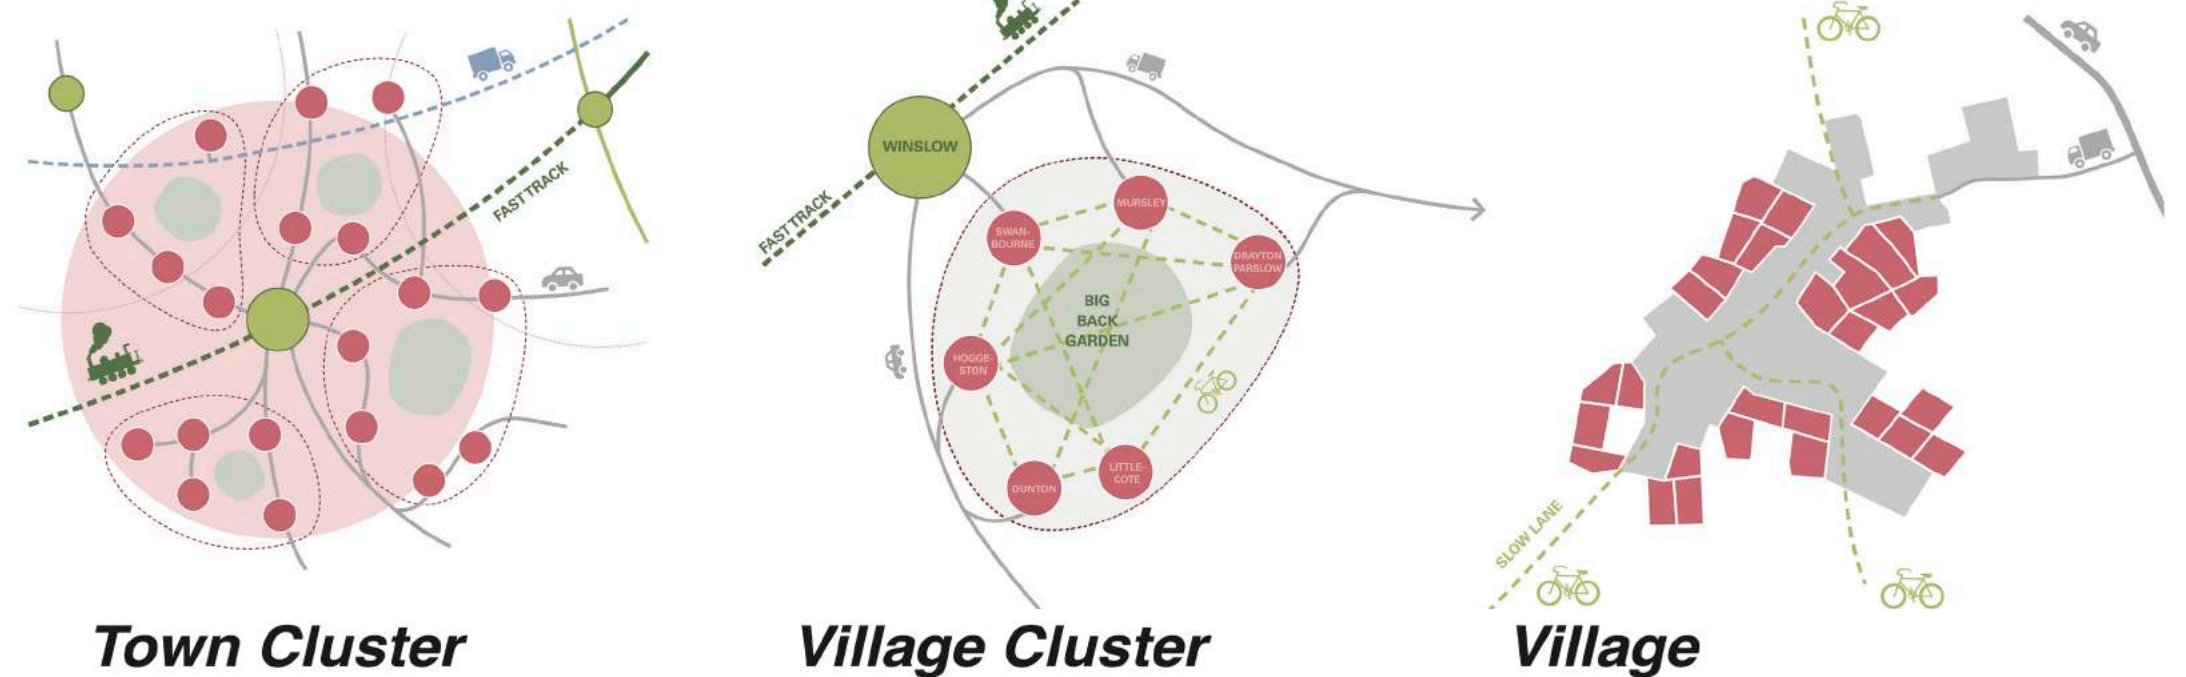 FAST TRACK
Town Cluster
WINSLOW
FAST TRACK
MURSLEY
SWAN-
BOURNE
DRAYTON
PARSLOW
BIG
BACK
GARDEN
HOGGE-
STON
LITTLE-
COTE
DUNTON
Village Cluster
SLOW LANE
Village